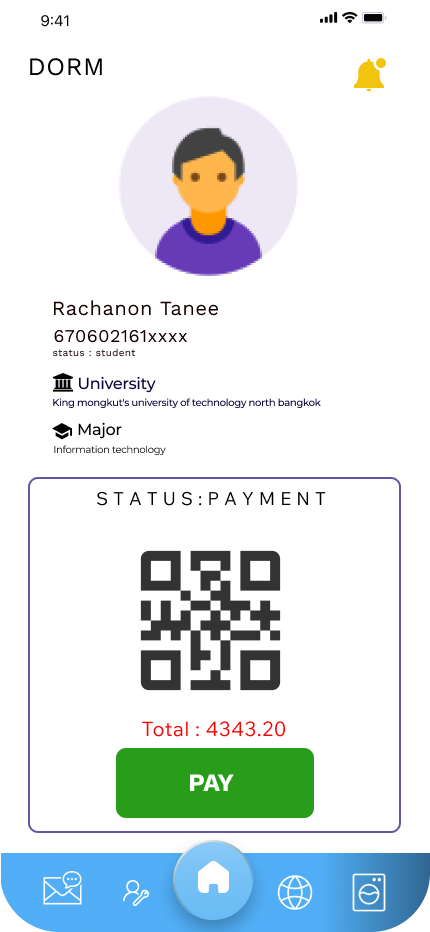 9:41
DORM
Rachanon Tanee
670602161xxxx
status : student
University
King mongkut's university of technology north bangkok
Major
Information technology
STATUS:PAYMENT
Total : 4343.20
PAY